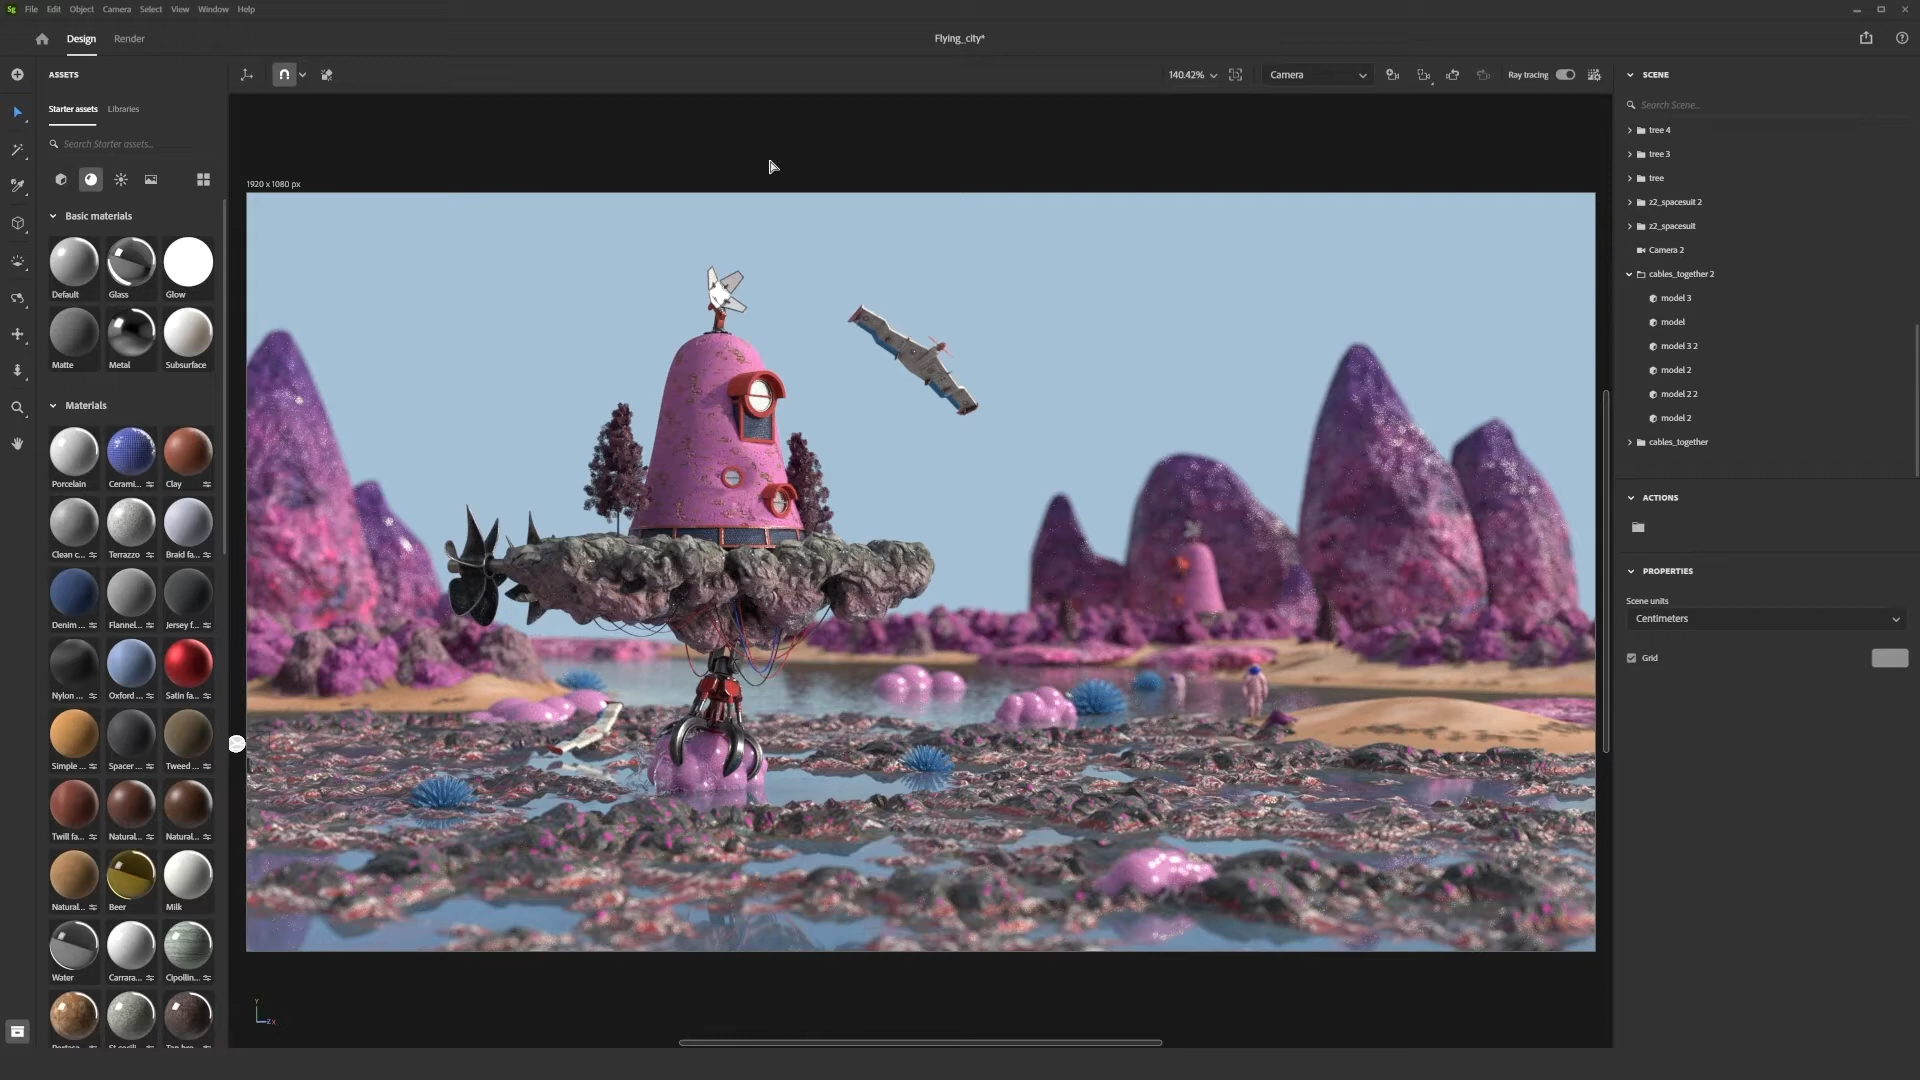 Sg File Edit Object Camera Select View Window Help
Design Render Flying_city*
ASSETS
140.42% Camera Ray tracing
SCENE
Starter assets Libraries
Search Starter assets...
Search Scene...
1920 x 1080 px
Basic materials
Default Glass Glow
Matte Metal Subsurface
Materials
Porcelain Cerami... Clay
Clean c... Terrazzo Braid fa...
Denim ... Flannel... Jersey f...
Nylon ... Oxford ... Satin fa...
Simple ... Spacer ... Tweed ...
Twill fa... Natural... Natural...
Natural... Beer Milk
Water Carrara... Cipollin...
Y
Z X
tree 4
tree 3
tree
z2_spacesuit 2
z2_spacesuit
Camera 2
cables_together 2
model 3
model
model 3 2
model 2
model 2 2
model 2
cables_together
ACTIONS
PROPERTIES
Scene units
Centimeters
Grid